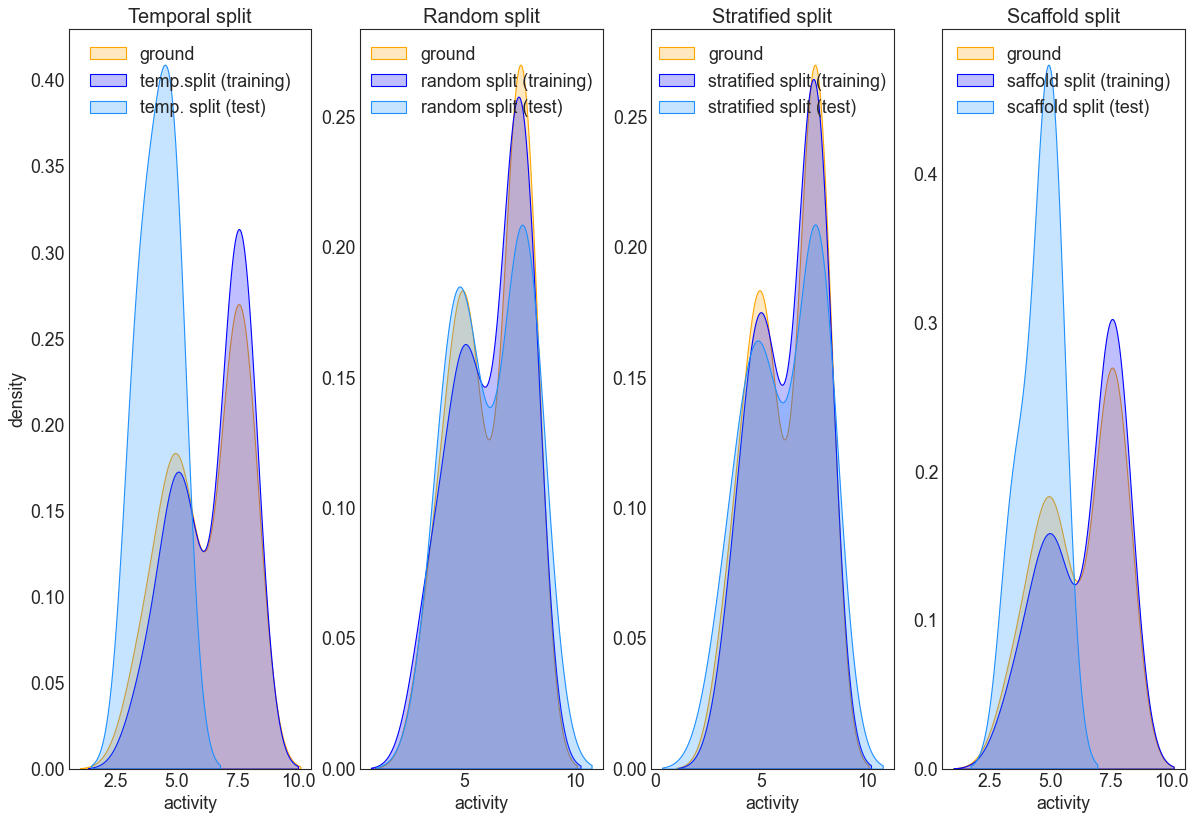 Temporal split
ground
temp.split (training)
temp. split (test)
0.40
0.35
0.30
0.25
0.20
0.15
0.10
0.05
0.00
density
2.5 5.0 7.5 10.0
activity
Random split
ground
random split (training)
random split (test)
0.25
0.20
0.15
0.10
0.05
0.00
5 10
activity
Stratified split
ground
stratified split (training)
stratified split (test)
0.25
0.20
0.15
0.10
0.05
0.00
0 5 10
activity
Scaffold split
ground
saffold split (training)
scaffold split (test)
0.4
0.3
0.2
0.1
0.0
2.5 5.0 7.5 10.0
activity